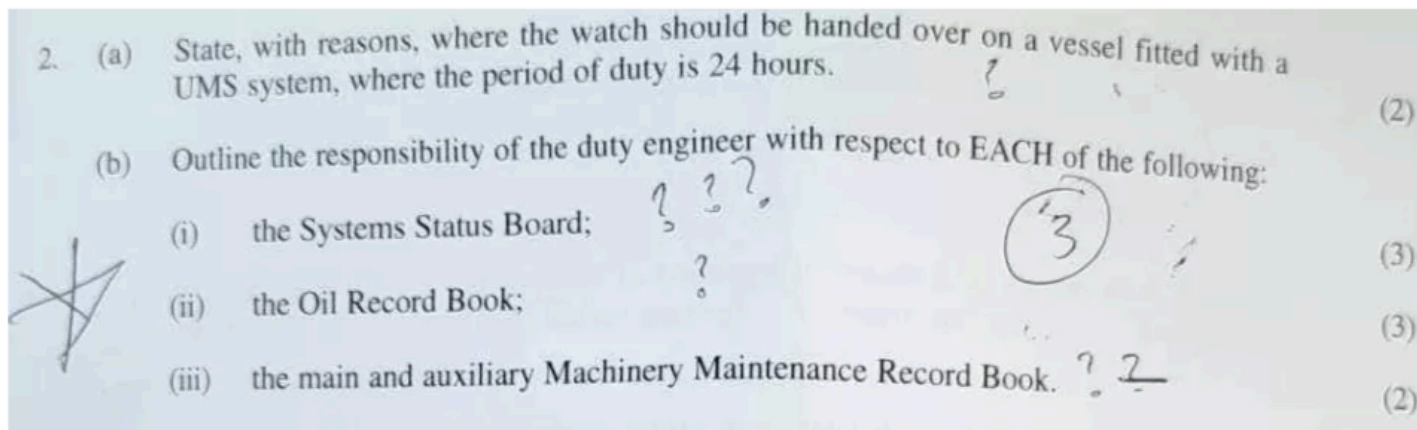 2. (a) State, with reasons, where the watch should be handed over on a vessel fitted with a
UMS system, where the period of duty is 24 hours.
?
(2)
(b) Outline the responsibility of the duty engineer with respect to EACH of the following:
? ? ?
(i) the Systems Status Board;
3
(3)
?
(ii) the Oil Record Book;
(3)
(iii) the main and auxiliary Machinery Maintenance Record Book. ? 2
(2)